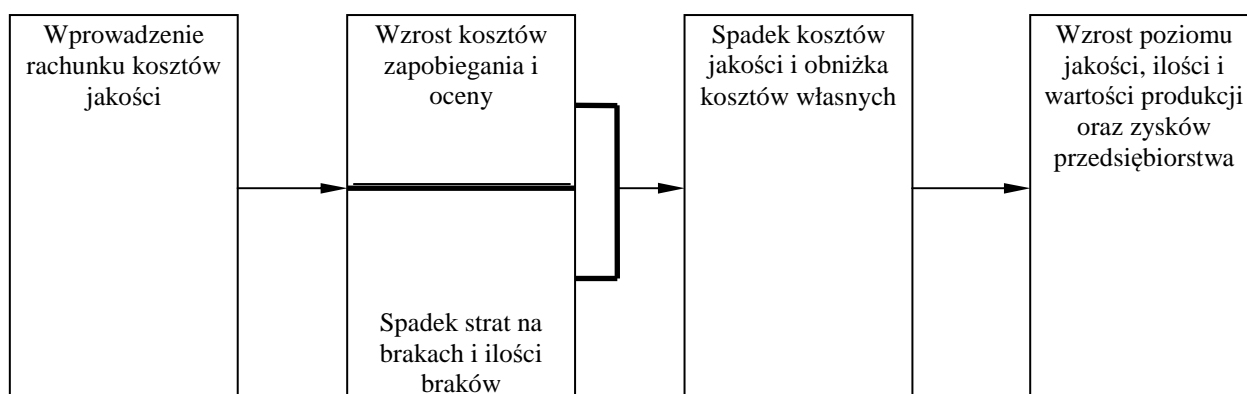 Wprowadzenie
rachunku kosztów
jakości
Wzrost kosztów
zapobiegania i
oceny
Spadek strat na
brakach i ilości
braków
Spadek kosztów
jakości i obniżka
kosztów własnych
Wzrost poziomu
jakości, ilości i
wartości produkcji
oraz zysków
przedsiębiorstwa